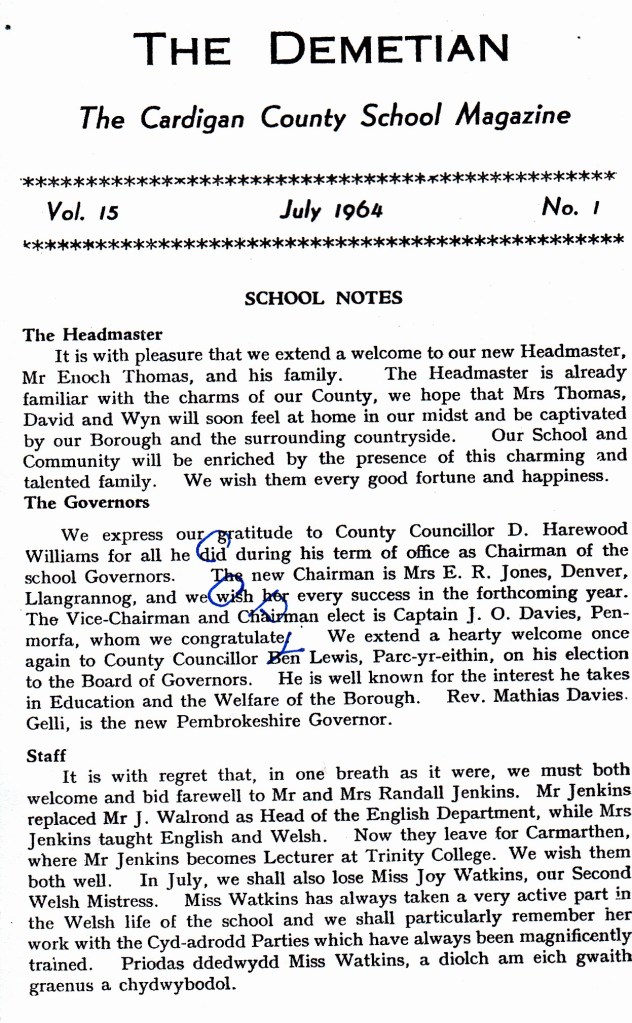 THE DEMETIAN
The Cardigan County School Magazine
Vol. 15 July 1964 No. 1
SCHOOL NOTES
The Headmaster
It is with pleasure that we extend a welcome to our new Headmaster,
Mr Enoch Thomas, and his family. The Headmaster is already
familiar with the charms of our County, we hope that Mrs Thomas,
David and Wyn will soon feel at home in our midst and be captivated
by our Borough and the surrounding countryside. Our School and
Community will be enriched by the presence of this charming and
talented family. We wish them every good fortune and happiness.
The Governors
We express our gratitude to County Councillor D. Harewood
Williams for all he did during his term of office as Chairman of the
school Governors. The new Chairman is Mrs E. R. Jones, Denver,
Llangrannog, and we wish her every success in the forthcoming year.
The Vice-Chairman and Chairman elect is Captain J. O. Davies, Pen-
morfa, whom we congratulate. We extend a hearty welcome once
again to County Councillor Ben Lewis, Parc-yr-eithin, on his election
to the Board of Governors. He is well known for the interest he takes
in Education and the Welfare of the Borough. Rev. Mathias Davies.
Gelli, is the new Pembrokeshire Governor.
Staff
It is with regret that, in one breath as it were, we must both
welcome and bid farewell to Mr and Mrs Randall Jenkins. Mr Jenkins
replaced Mr J. Walrond as Head of the English Department, while Mrs
Jenkins taught English and Welsh. Now they leave for Carmarthen,
where Mr Jenkins becomes Lecturer at Trinity College. We wish them
both well. In July, we shall also lose Miss Joy Watkins, our Second
Welsh Mistress. Miss Watkins has always taken a very active part in
the Welsh life of the school and we shall particularly remember her
work with the Cyd-adrodd Parties which have always been magnificently
trained. Priodas ddedwydd Miss Watkins, a diolch am eich gwaith
graenus a chydwybodol.